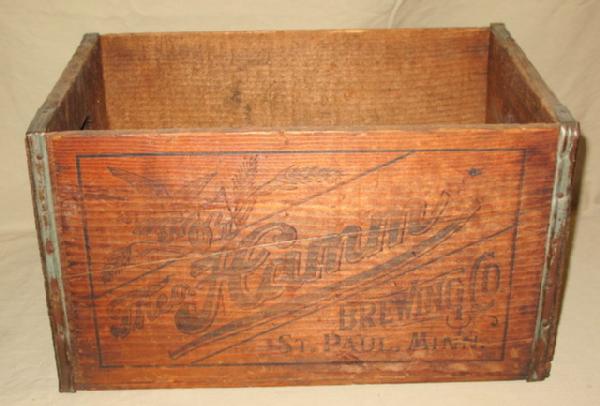 Theo. Hamm
Brewing Co
St. Paul, Minn.